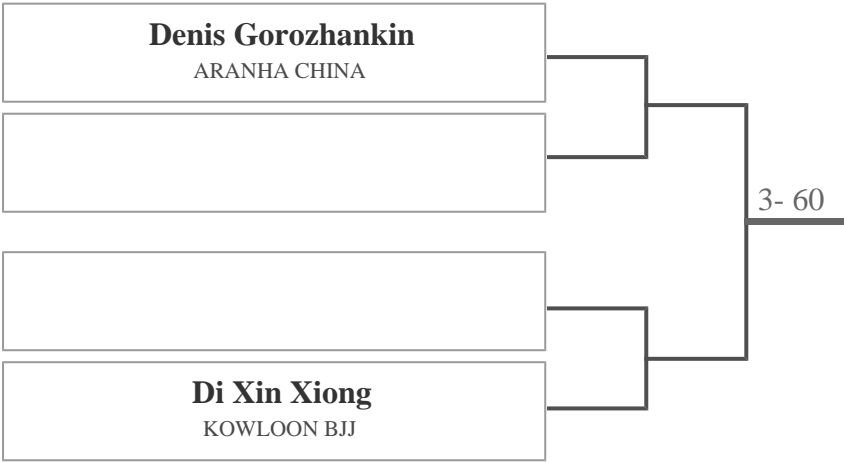 Denis Gorozhankin
ARANHA CHINA
3- 60
Di Xin Xiong
KOWLOON BJJ